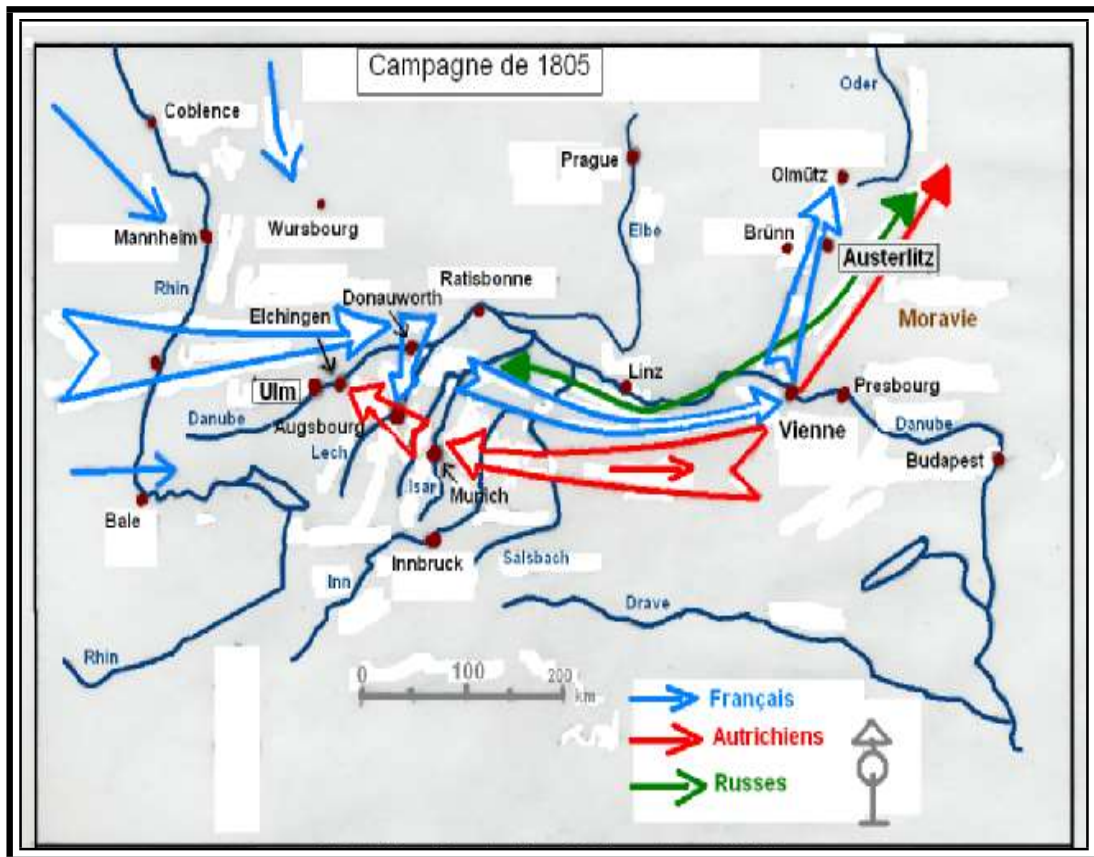 Campagne de 1805
Oder
Coblence
Prague
Olmütz
Wursbourg
Mannheim
Elbe
Brünn
Austerlitz
Ratisbonne
Rhin
Donauworth
Elchingen
Moravie
Linz
Ulm
Presbourg
Danube
Augsbourg
Vienne
Danube
Lech
Budapest
Isar
Munich
Bale
Innbruck
Salsbach
Inn
Drave
Rhin
0 100 200
km
Français
Autrichiens
Russes